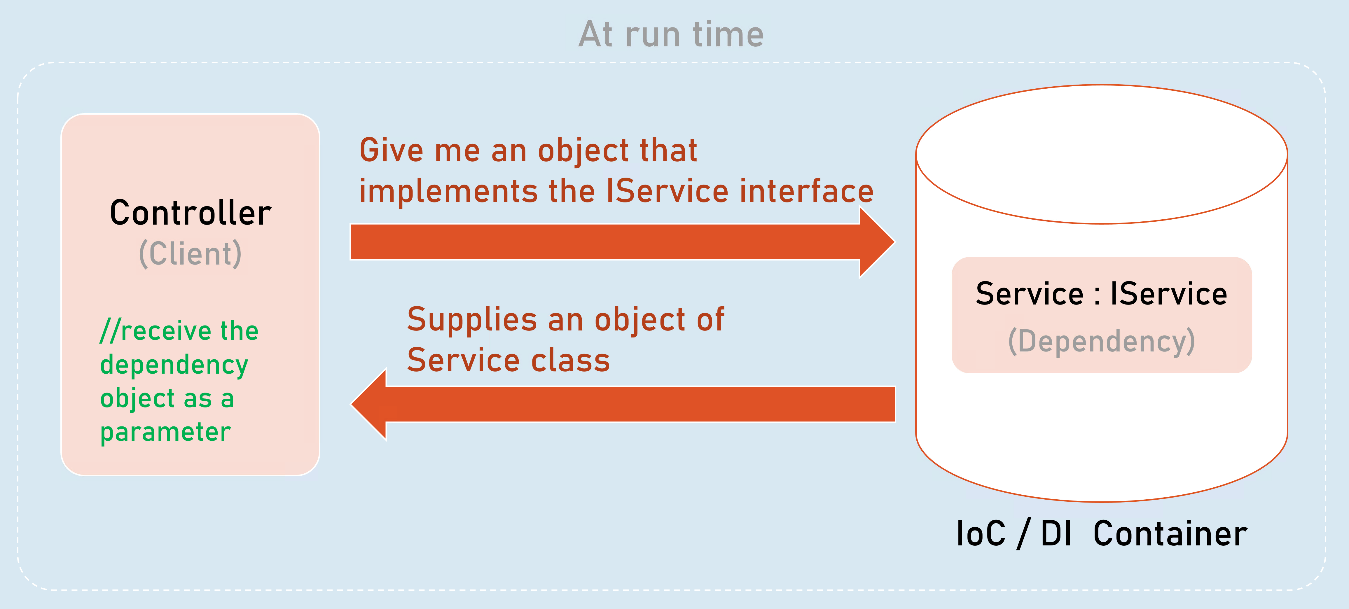 At run time
Controller
(Client)
//receive the
dependency
object as a
parameter
Give me an object that
implements the IService interface
Supplies an object of
Service class
Service : IService
(Dependency)
IoC / DI  Container